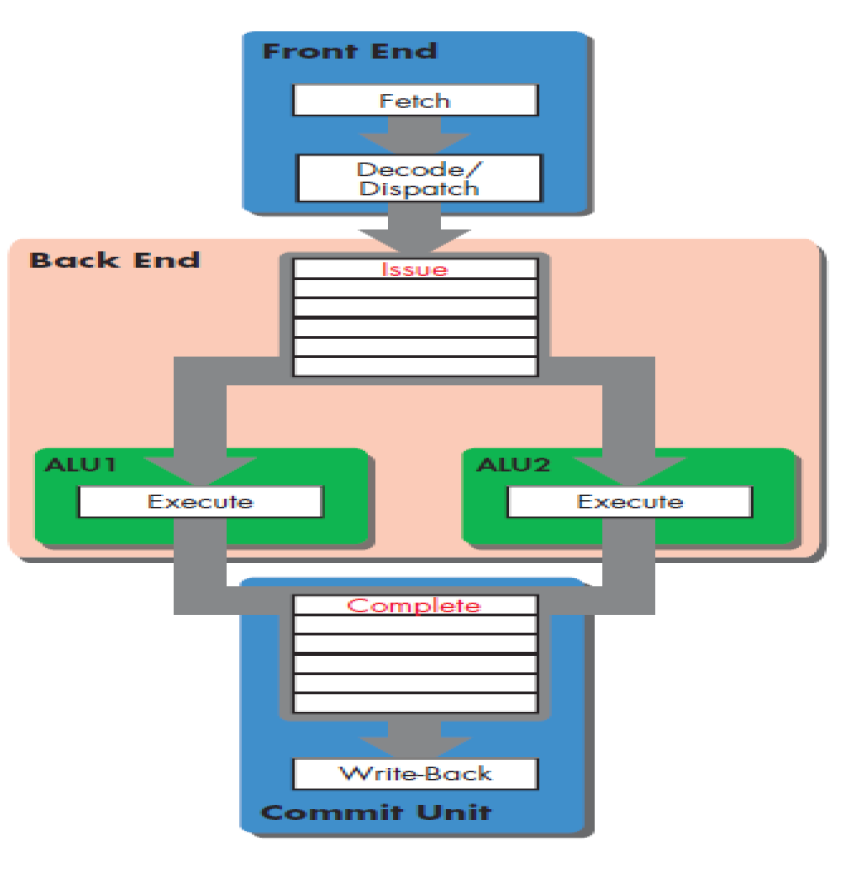 Front End
Fetch
Decode/
Dispatch
Back End
Issue
ALU1
Execute
ALU2
Execute
Complete
Write-Back
Commit Unit